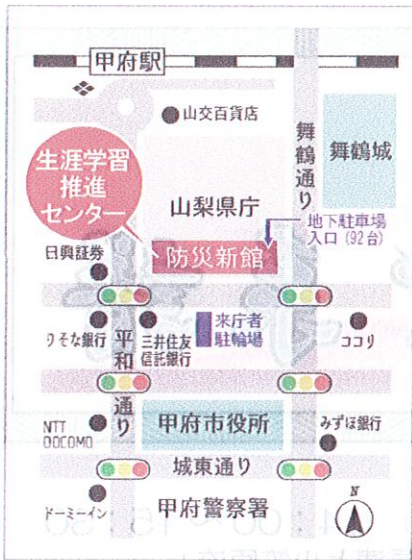 甲府駅
山交百貨店
舞鶴通り
舞鶴城
生涯学習
推進
センター
山梨県庁
地下駐車場
入口（92台）
日興証券
防災新館
りそな銀行
平和通り
三井住友
信託銀行
来庁者
駐輪場
ココリ
NTT
DOCOMO
甲府市役所
みずほ銀行
城東通り
ドーミーイン
甲府警察署
N